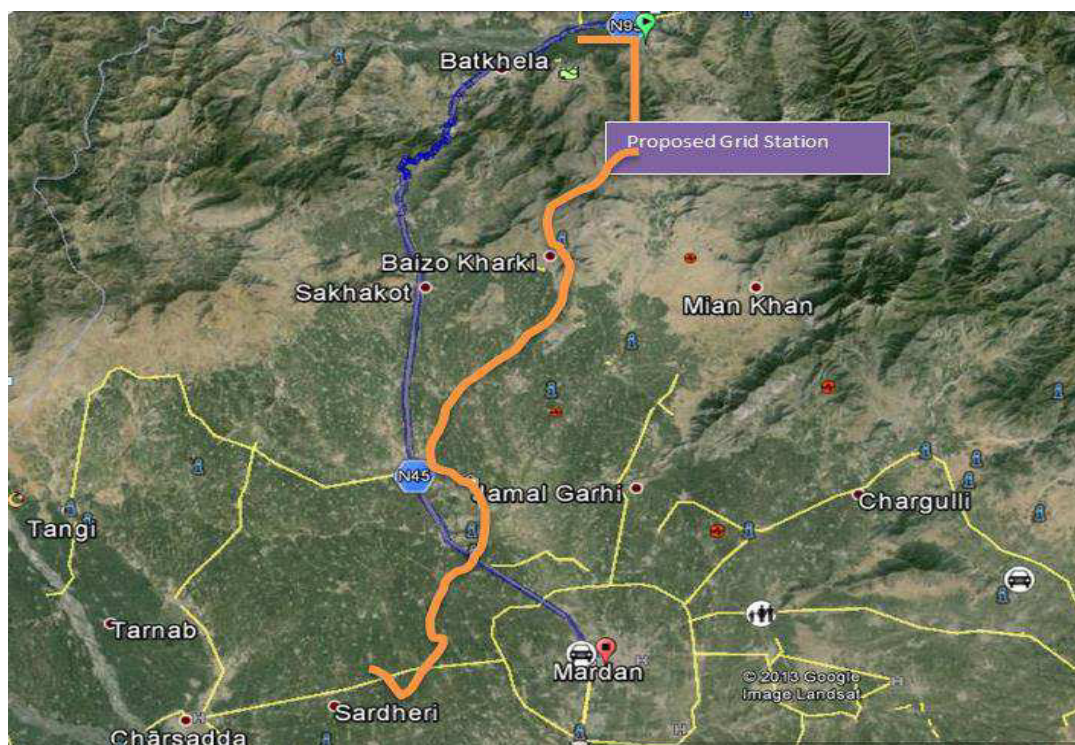 N95
Batkhela
Proposed Grid Station
Baizo Kharki
Sakhakot
Mian Khan
N45
Jamal Garhi
Chargulli
Tangi
Tarnab
Mardan
© 2013 Google
Image Landsat
Sardheri
Charsadda
H
H
H
H